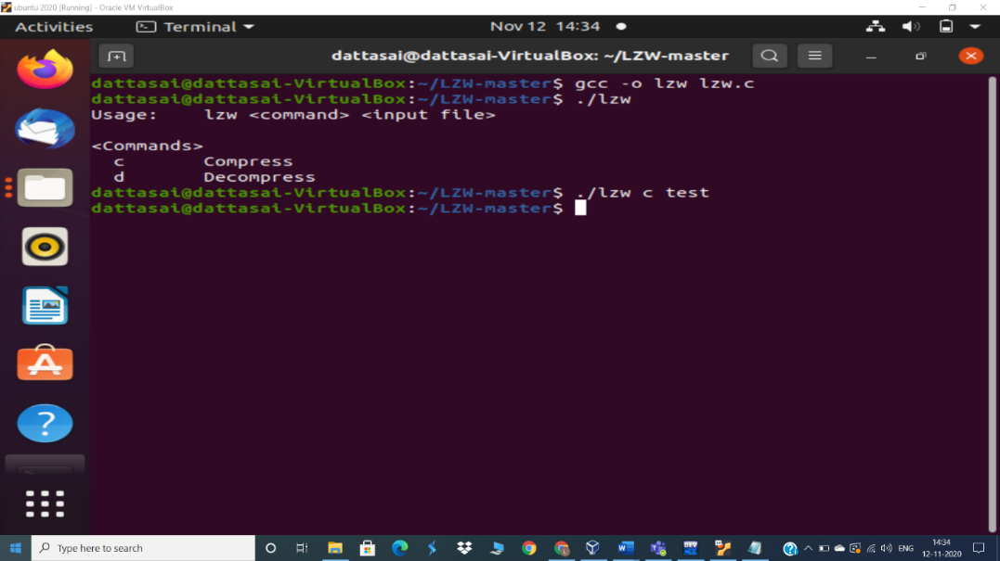 ubuntu 2020 [Running] - Oracle VM VirtualBox
Activities Terminal Nov 12 14:34
dattasai@dattasai-VirtualBox: ~/LZW-master
dattasai@dattasai-VirtualBox:~/LZW-master$ gcc -o lzw lzw.c
dattasai@dattasai-VirtualBox:~/LZW-master$ ./lzw
Usage: lzw <command> <input file>
<Commands>
c Compress
d Decompress
dattasai@dattasai-VirtualBox:~/LZW-master$ ./lzw c test
dattasai@dattasai-VirtualBox:~/LZW-master$
Type here to search
ENG
14:34
12-11-2020